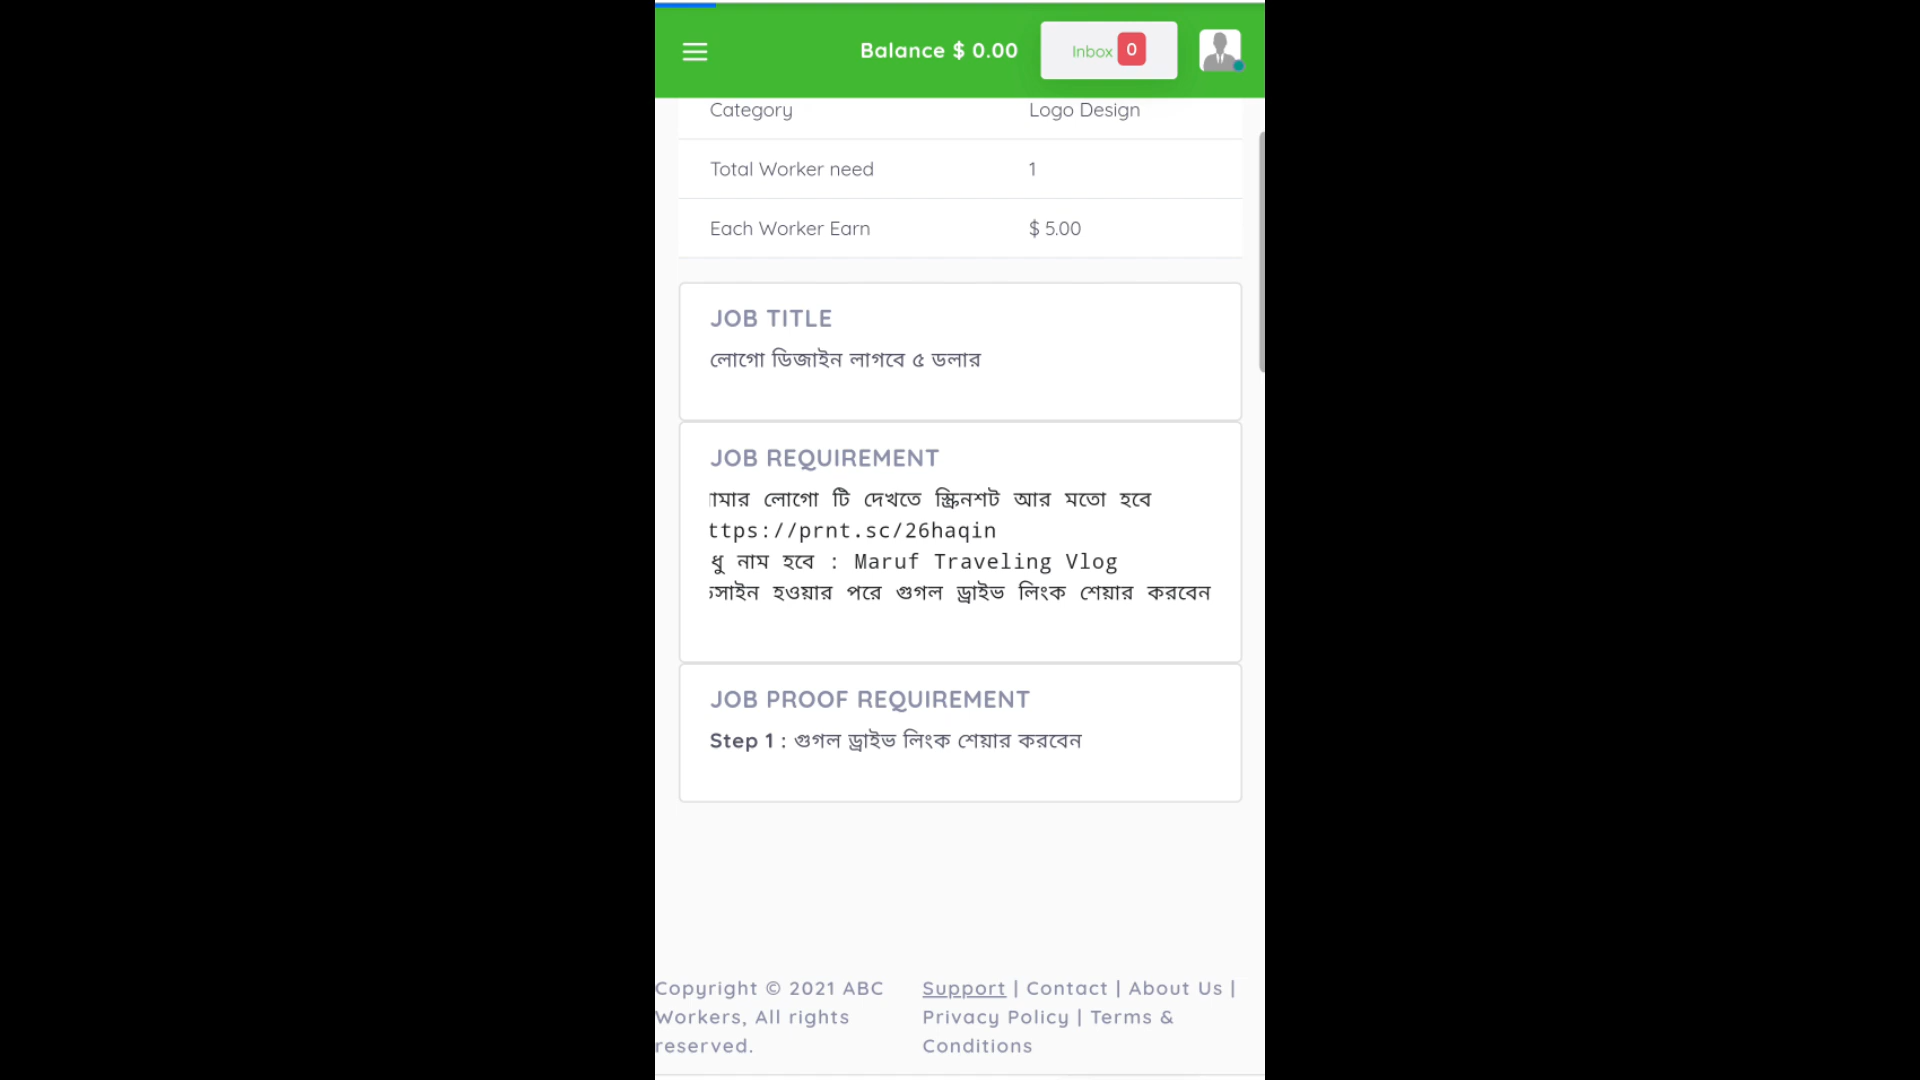 Balance $ 0.00
Inbox 0
Category Logo Design
Total Worker need 1
Each Worker Earn $ 5.00
JOB TITLE
লোগো ডিজাইন লাগবে ৫ ডলার
JOB REQUIREMENT
ামার লোগো টি দেখতে স্ক্রিনশট আর মতো হবে
ttps://prnt.sc/26haqin
ধু নাম হবে : Maruf Traveling Vlog
সাইন হওয়ার পরে গুগল ড্রাইভ লিংক শেয়ার করবেন
JOB PROOF REQUIREMENT
Step 1 : গুগল ড্রাইভ লিংক শেয়ার করবেন
Copyright © 2021 ABC
Workers, All rights
reserved.
Support | Contact | About Us |
Privacy Policy | Terms &
Conditions